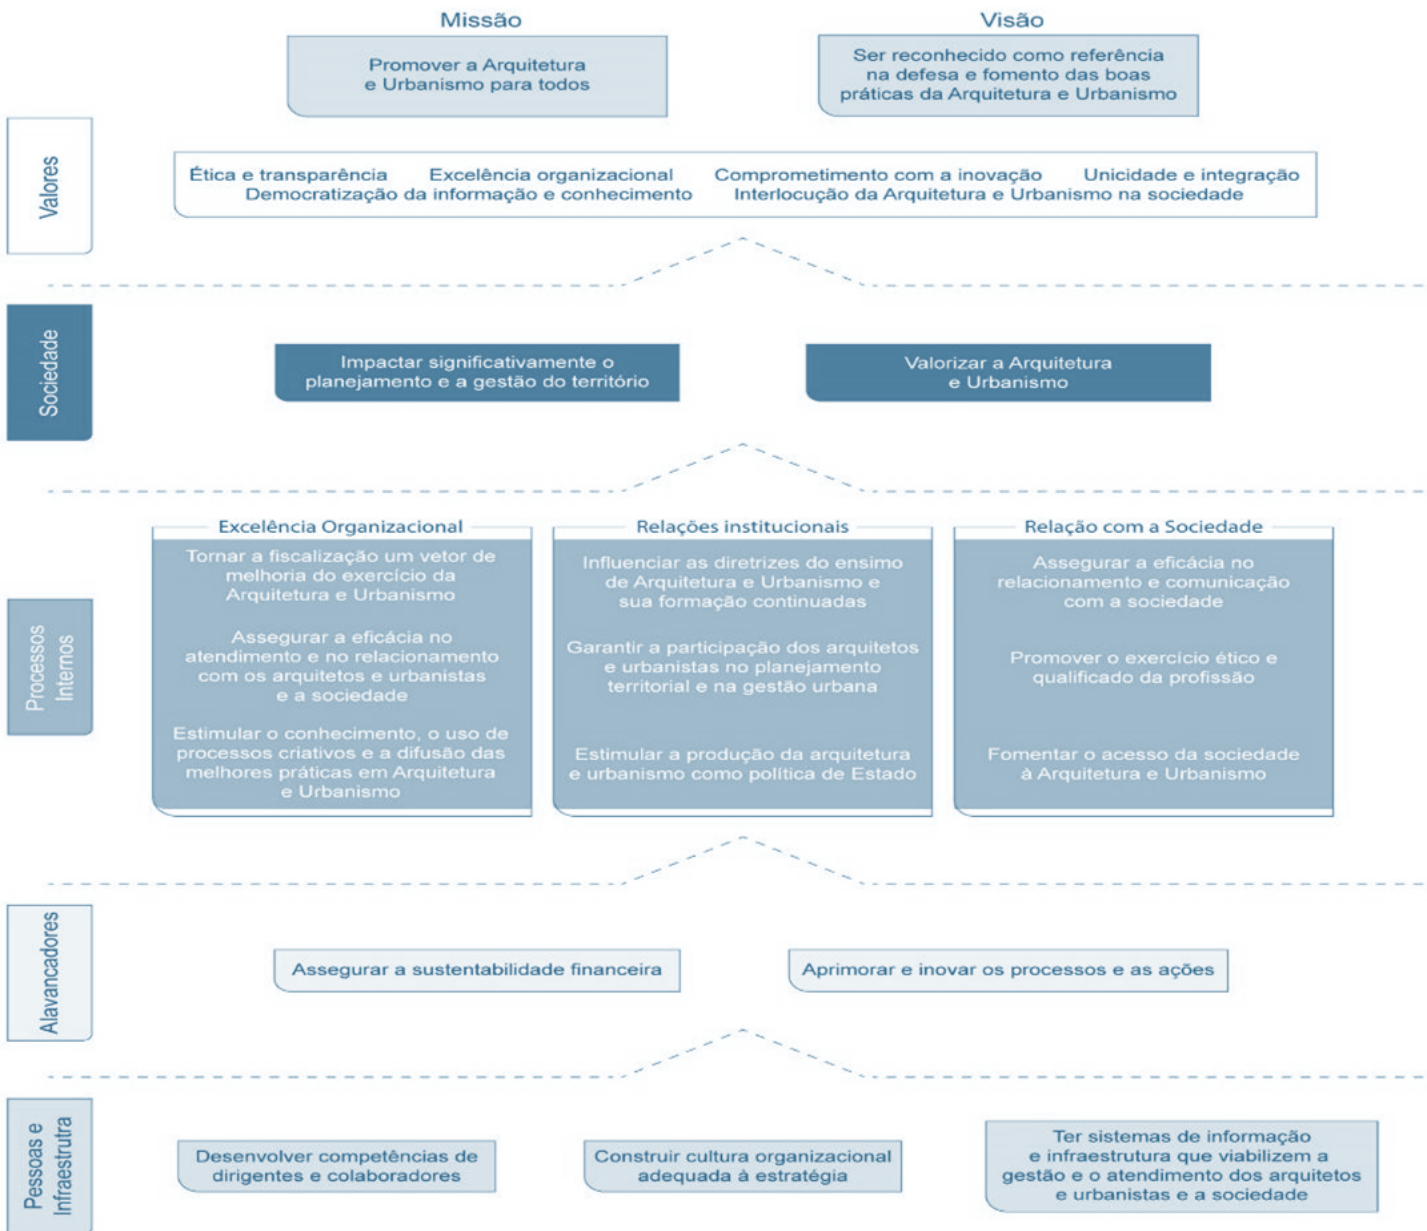 Missão
Promover a Arquitetura
e Urbanismo para todos
Visão
Ser reconhecido como referência
na defesa e fomento das boas
práticas da Arquitetura e Urbanismo
Valores
Ética e transparência Excelência organizacional Comprometimento com a inovação Unicidade e integração
Democratização da informação e conhecimento Interlocução da Arquitetura e Urbanismo na sociedade
Sociedade
Impactar significativamente o
planejamento e a gestão do território
Valorizar a Arquitetura
e Urbanismo
Processos
Internos
Excelência Organizacional
Tornar a fiscalização um vetor de
melhoria do exercício da
Arquitetura e Urbanismo
Assegurar a eficácia no
atendimento e no relacionamento
com os arquitetos e urbanistas
e a sociedade
Estimular o conhecimento, o uso de
processos criativos e a difusão das
melhores práticas em Arquitetura
e Urbanismo
Relações institucionais
Influenciar as diretrizes do ensimo
de Arquitetura e Urbanismo e
sua formação continuadas
Garantir a participação dos arquitetos
e urbanistas no planejamento
territorial e na gestão urbana
Estimular a produção da arquitetura
e urbanismo como política de Estado
Relação com a Sociedade
Assegurar a eficácia no
relacionamento e comunicação
com a sociedade
Promover o exercício ético e
qualificado da profissão
Fomentar o acesso da sociedade
à Arquitetura e Urbanismo
Alavancadores
Assegurar a sustentabilidade financeira
Aprimorar e inovar os processos e as ações
Pessoas e
Infraestrutra
Desenvolver competências de
dirigentes e colaboradores
Construir cultura organizacional
adequada à estratégia
Ter sistemas de informação
e infraestrutura que viabilizem a
gestão e o atendimento dos arquitetos
e urbanistas e a sociedade